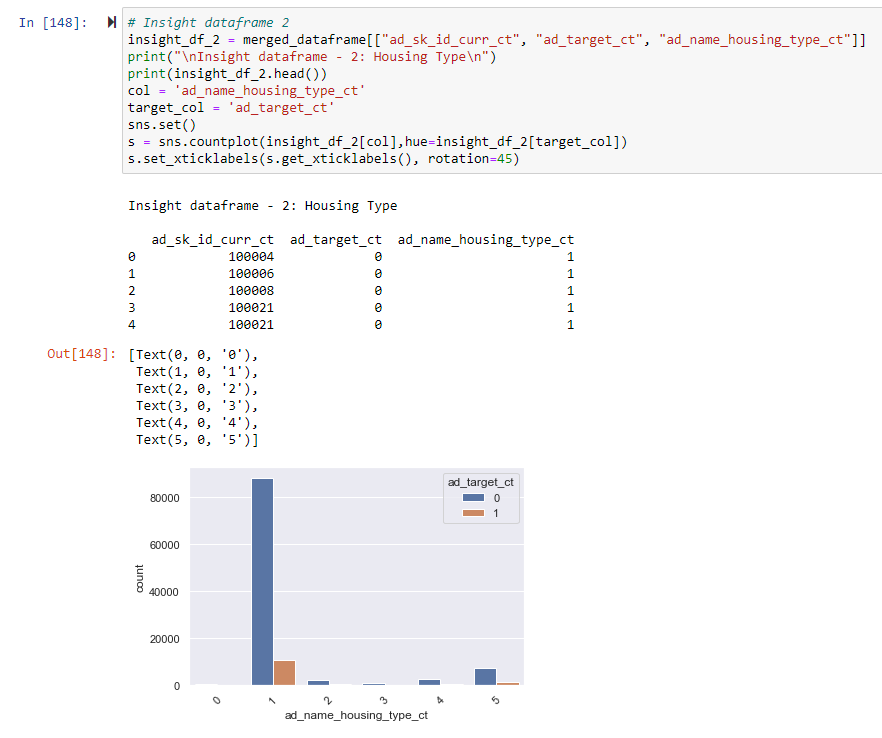 In [148]:
# Insight dataframe 2
insight_df_2 = merged_dataframe[["ad_sk_id_curr_ct", "ad_target_ct", "ad_name_housing_type_ct"]]
print("\nInsight dataframe - 2: Housing Type\n")
print(insight_df_2.head())
col = 'ad_name_housing_type_ct'
target_col = 'ad_target_ct'
sns.set()
s = sns.countplot(insight_df_2[col],hue=insight_df_2[target_col])
s.set_xticklabels(s.get_xticklabels(), rotation=45)
Insight dataframe - 2: Housing Type
ad_sk_id_curr_ct ad_target_ct ad_name_housing_type_ct
0 100004 0 1
1 100006 0 1
2 100008 0 1
3 100021 0 1
4 100021 0 1
Out[148]: [Text(0, 0, '0'),
Text(1, 0, '1'),
Text(2, 0, '2'),
Text(3, 0, '3'),
Text(4, 0, '4'),
Text(5, 0, '5')]
ad_target_ct
0
1
80000
60000
40000
20000
0
count
0 1 2 3 4 5
ad_name_housing_type_ct